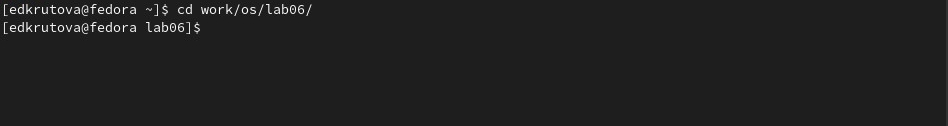 [edkrutova@fedora ~]$ cd work/os/lab06/
[edkrutova@fedora lab06]$